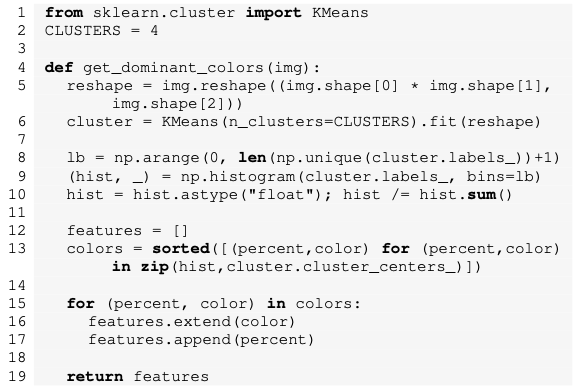 1 from sklearn.cluster import KMeans
2 CLUSTERS = 4
3
4 def get_dominant_colors(img):
5 reshape = img.reshape((img.shape[0] * img.shape[1],
img.shape[2]))
6 cluster = KMeans(n_clusters=CLUSTERS).fit(reshape)
7
8 lb = np.arange(0, len(np.unique(cluster.labels_))+1)
9 (hist, _) = np.histogram(cluster.labels_, bins=lb)
10 hist = hist.astype("float"); hist /= hist.sum()
11
12 features = []
13 colors = sorted([(percent,color) for (percent,color)
in zip(hist,cluster.cluster_centers_)])
14
15 for (percent, color) in colors:
16 features.extend(color)
17 features.append(percent)
18
19 return features